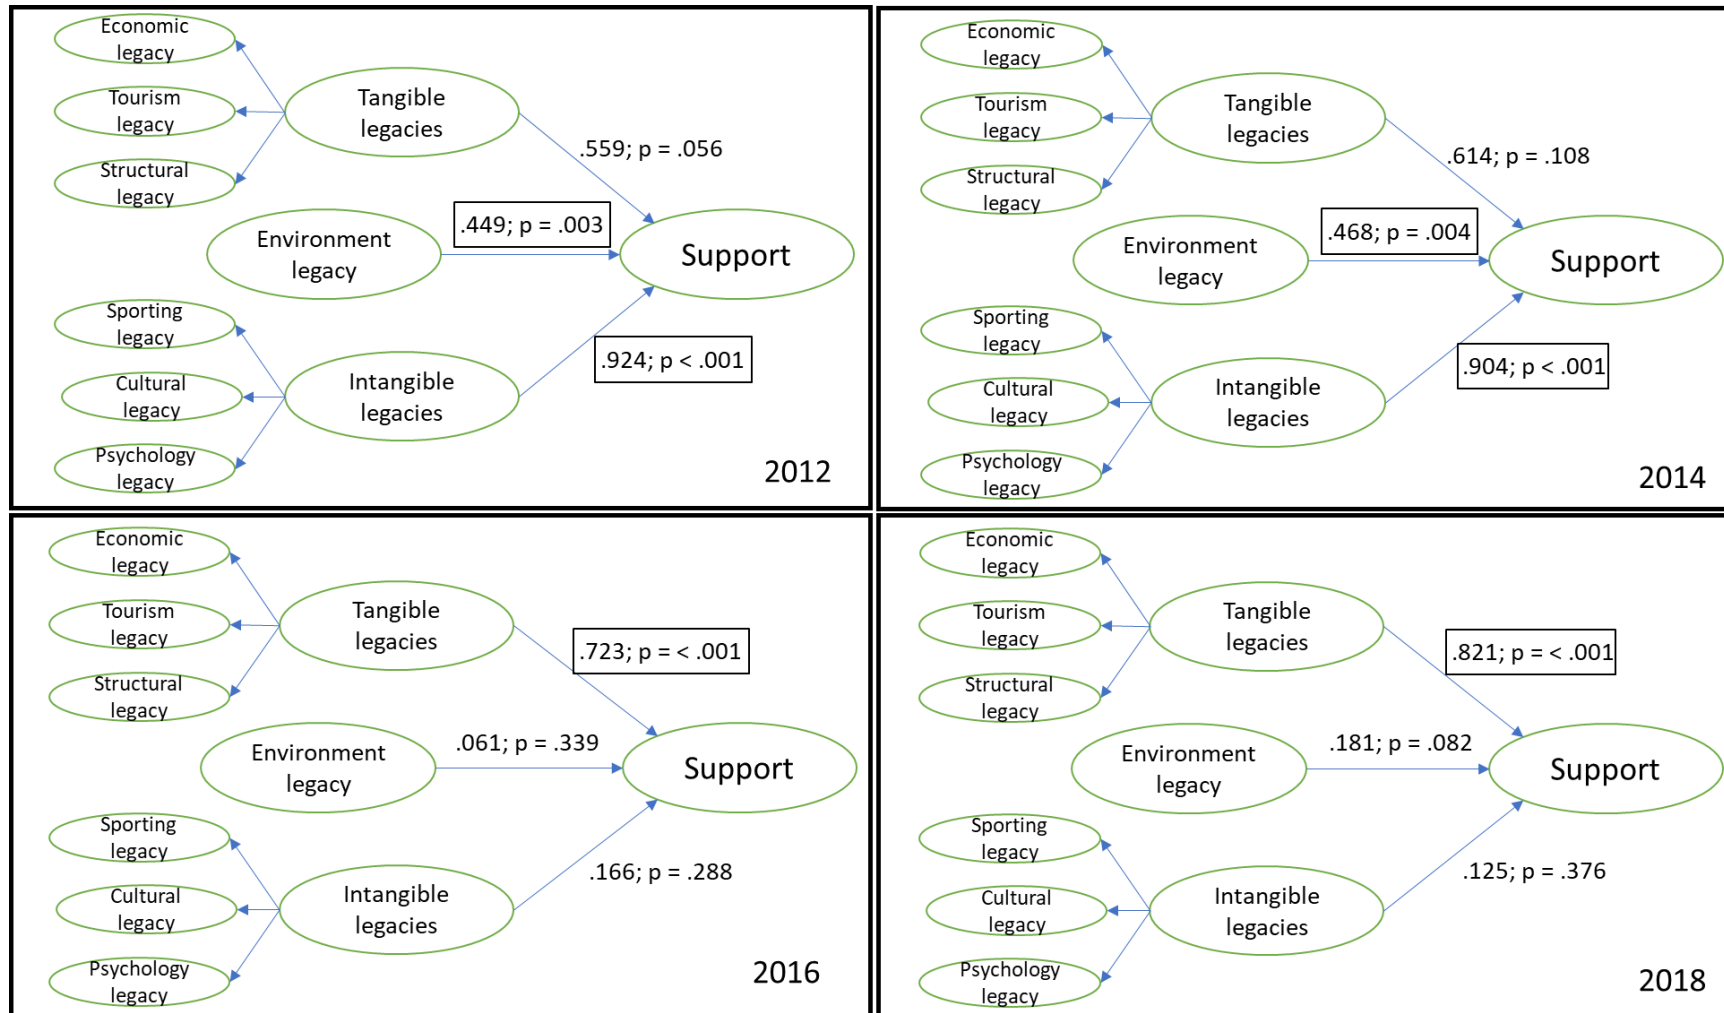 Economic
legacy
Tourism
legacy
Structural
legacy
Tangible
legacies
.559; p = .056
Environment
legacy
.449; p = .003
Support
Sporting
legacy
Cultural
legacy
Psychology
legacy
Intangible
legacies
.924; p < .001
2012
Economic
legacy
Tourism
legacy
Structural
legacy
Tangible
legacies
.614; p = .108
Environment
legacy
.468; p = .004
Support
Sporting
legacy
Cultural
legacy
Psychology
legacy
Intangible
legacies
.904; p < .001
2014
Economic
legacy
Tourism
legacy
Structural
legacy
Tangible
legacies
.723; p = < .001
Environment
legacy
.061; p = .339
Support
Sporting
legacy
Cultural
legacy
Psychology
legacy
Intangible
legacies
.166; p = .288
2016
Economic
legacy
Tourism
legacy
Structural
legacy
Tangible
legacies
.821; p = < .001
Environment
legacy
.181; p = .082
Support
Sporting
legacy
Cultural
legacy
Psychology
legacy
Intangible
legacies
.125; p = .376
2018